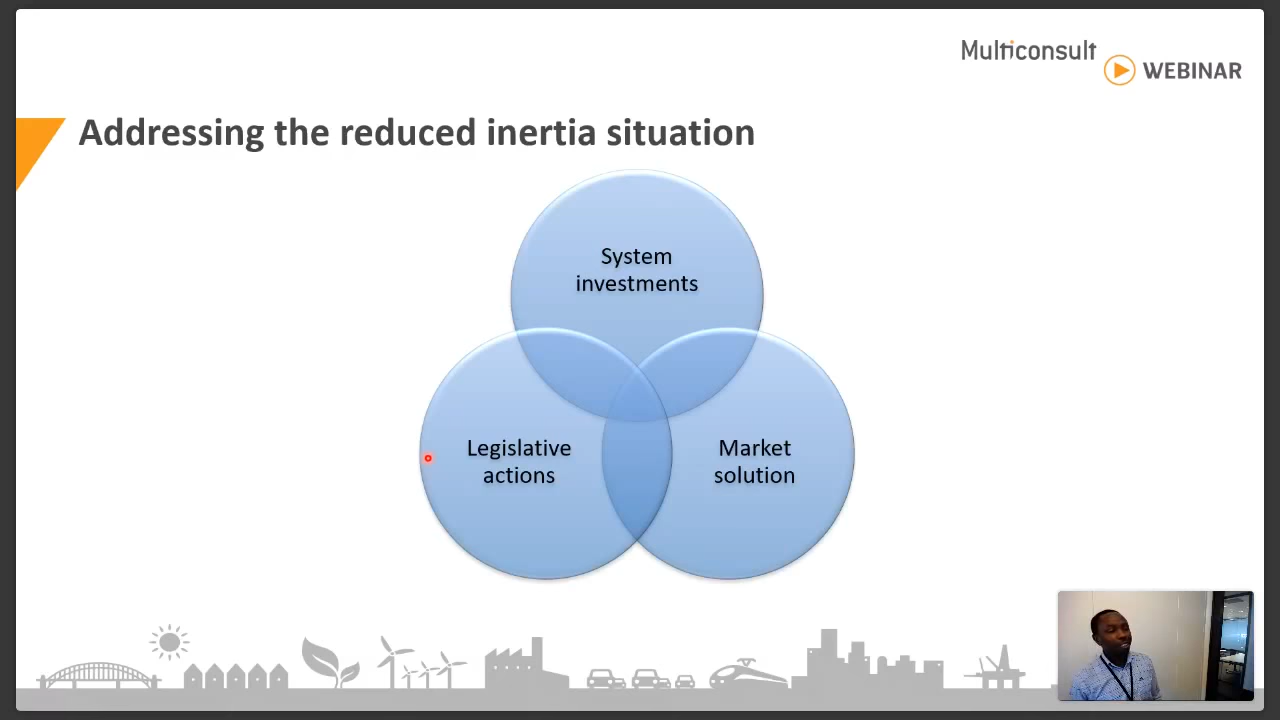 Multiconsult
WEBINAR
Addressing the reduced inertia situation
System
investments
Legislative
actions
Market
solution